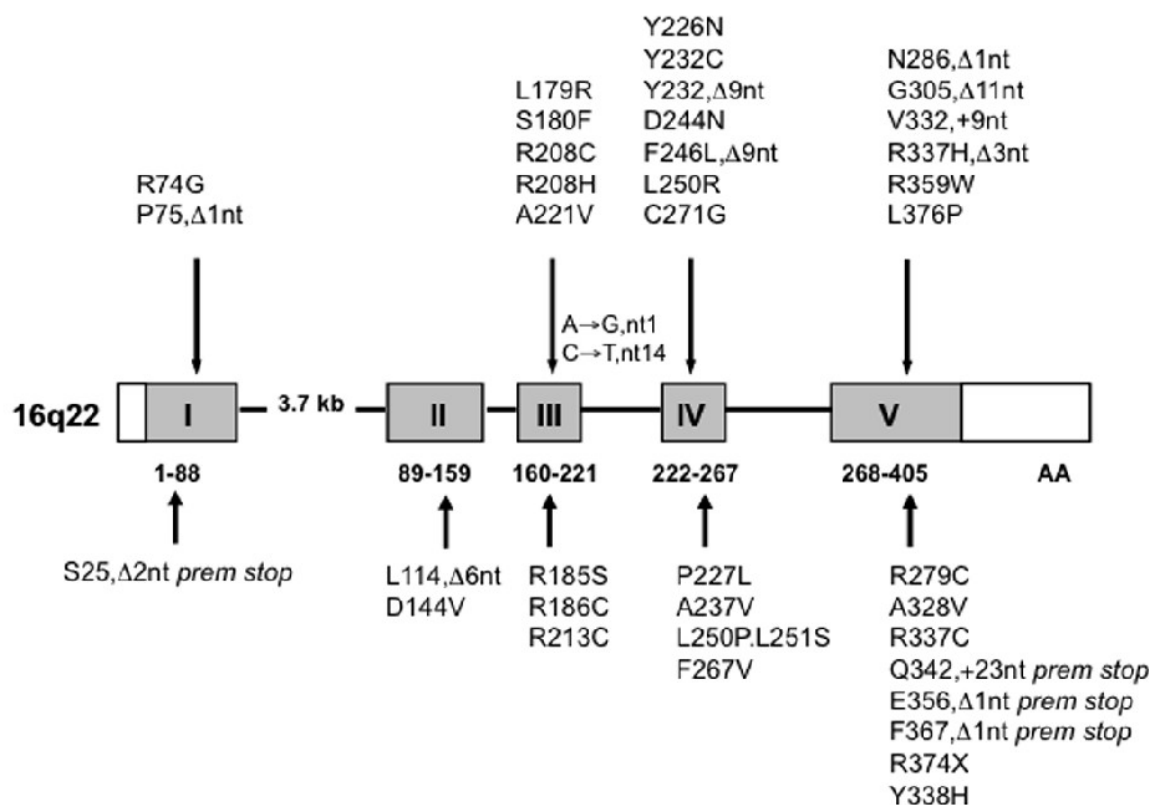 Y226N
Y232C
Y232,Δ9nt
D244N
F246L,Δ9nt
L250R
C271G
N286,Δ1nt
G305,Δ11nt
V332,+9nt
R337H,Δ3nt
R359W
L376P
L179R
S180F
R208C
R208H
A221V
R74G
P75,Δ1nt
A→G,nt1
C→T,nt14
16q22
I
3.7 kb
II
III
IV
V
1-88
89-159
160-221
222-267
268-405
AA
S25,Δ2nt prem stop
L114,Δ6nt
D144V
R185S
R186C
R213C
P227L
A237V
L250P.L251S
F267V
R279C
A328V
R337C
Q342,+23nt prem stop
E356,Δ1nt prem stop
F367,Δ1nt prem stop
R374X
Y338H